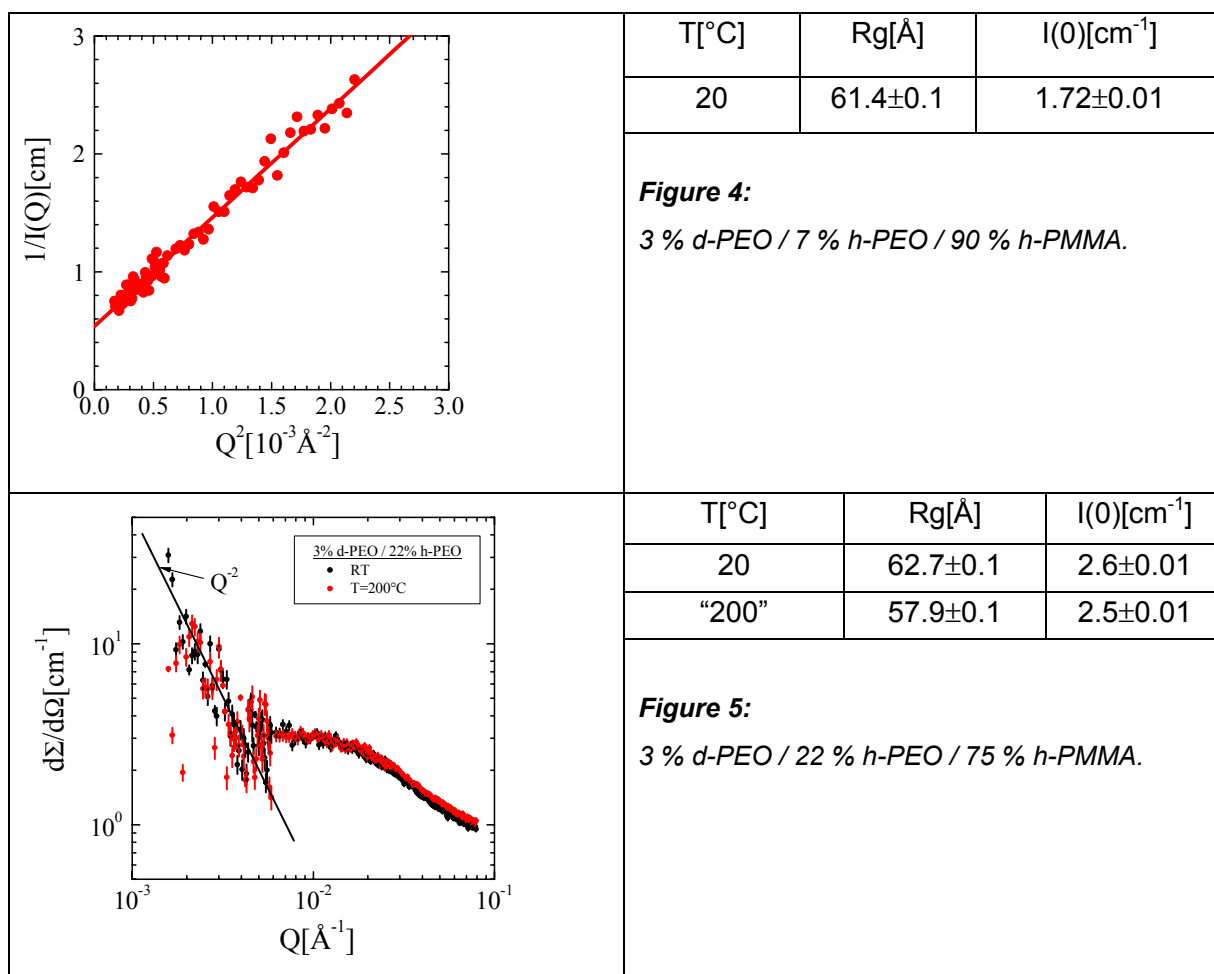 3
2
1
0
1/I(Q)[cm]
0.0 0.5 1.0 1.5 2.0 2.5 3.0
Q²[10⁻³Å⁻²]
T[°C] Rg[Å] I(0)[cm⁻¹]
20 61.4±0.1 1.72±0.01
Figure 4:
3 % d-PEO / 7 % h-PEO / 90 % h-PMMA.
3% d-PEO / 22% h-PEO
RT
T=200°C
Q⁻²
10¹
10⁰
dΣ/dΩ[cm⁻¹]
10⁻³ 10⁻² 10⁻¹
Q[Å⁻¹]
T[°C] Rg[Å] I(0)[cm⁻¹]
20 62.7±0.1 2.6±0.01
“200” 57.9±0.1 2.5±0.01
Figure 5:
3 % d-PEO / 22 % h-PEO / 75 % h-PMMA.